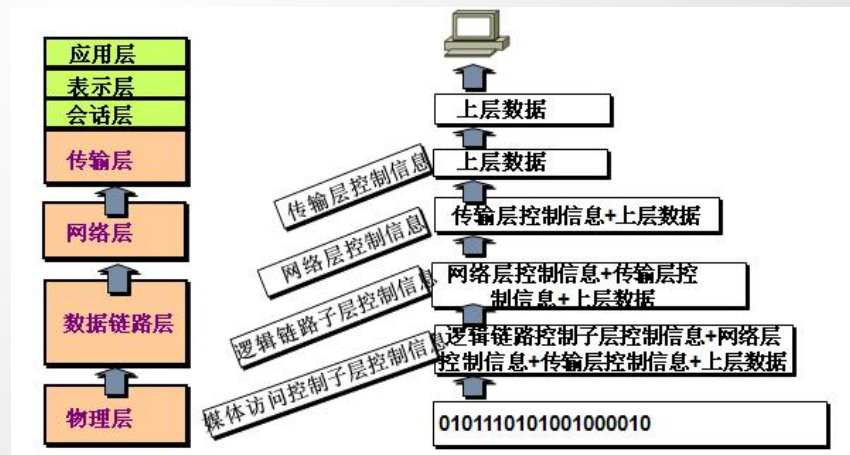 应用层
表示层
会话层
传输层
网络层
数据链路层
物理层
上层数据
传输层控制信息
上层数据
网络层控制信息
传输层控制信息+上层数据
逻辑链路子层控制信息
网络层控制信息+传输层控
制信息+上层数据
媒体访问控制子层控制信息
逻辑链路控制子层控制信息+网络层
控制信息+传输层控制信息+上层数据
0101110101001000010